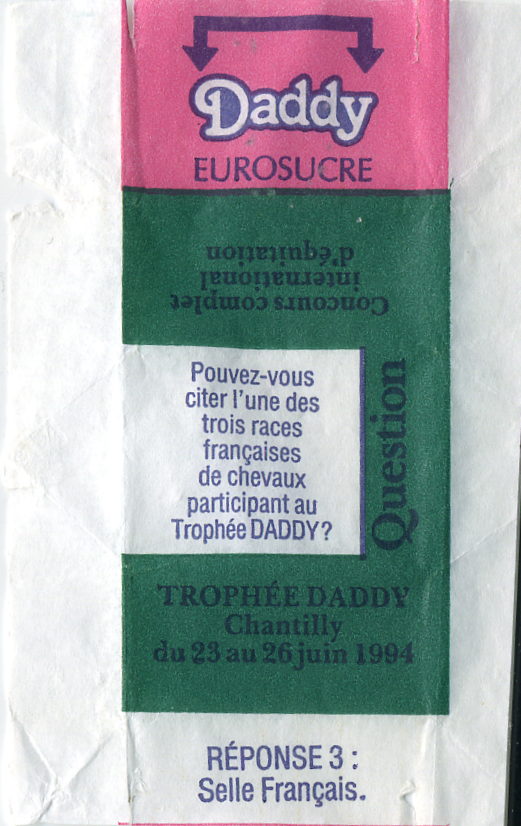 Daddy
EUROSUCRE
Concours complet
international
d'équitation
Pouvez-vous
citer l'une des
trois races
françaises
de chevaux
participant au
Trophée DADDY?
Question
TROPHÉE DADDY
Chantilly
du 23 au 26 juin 1994
RÉPONSE 3 :
Selle Français.